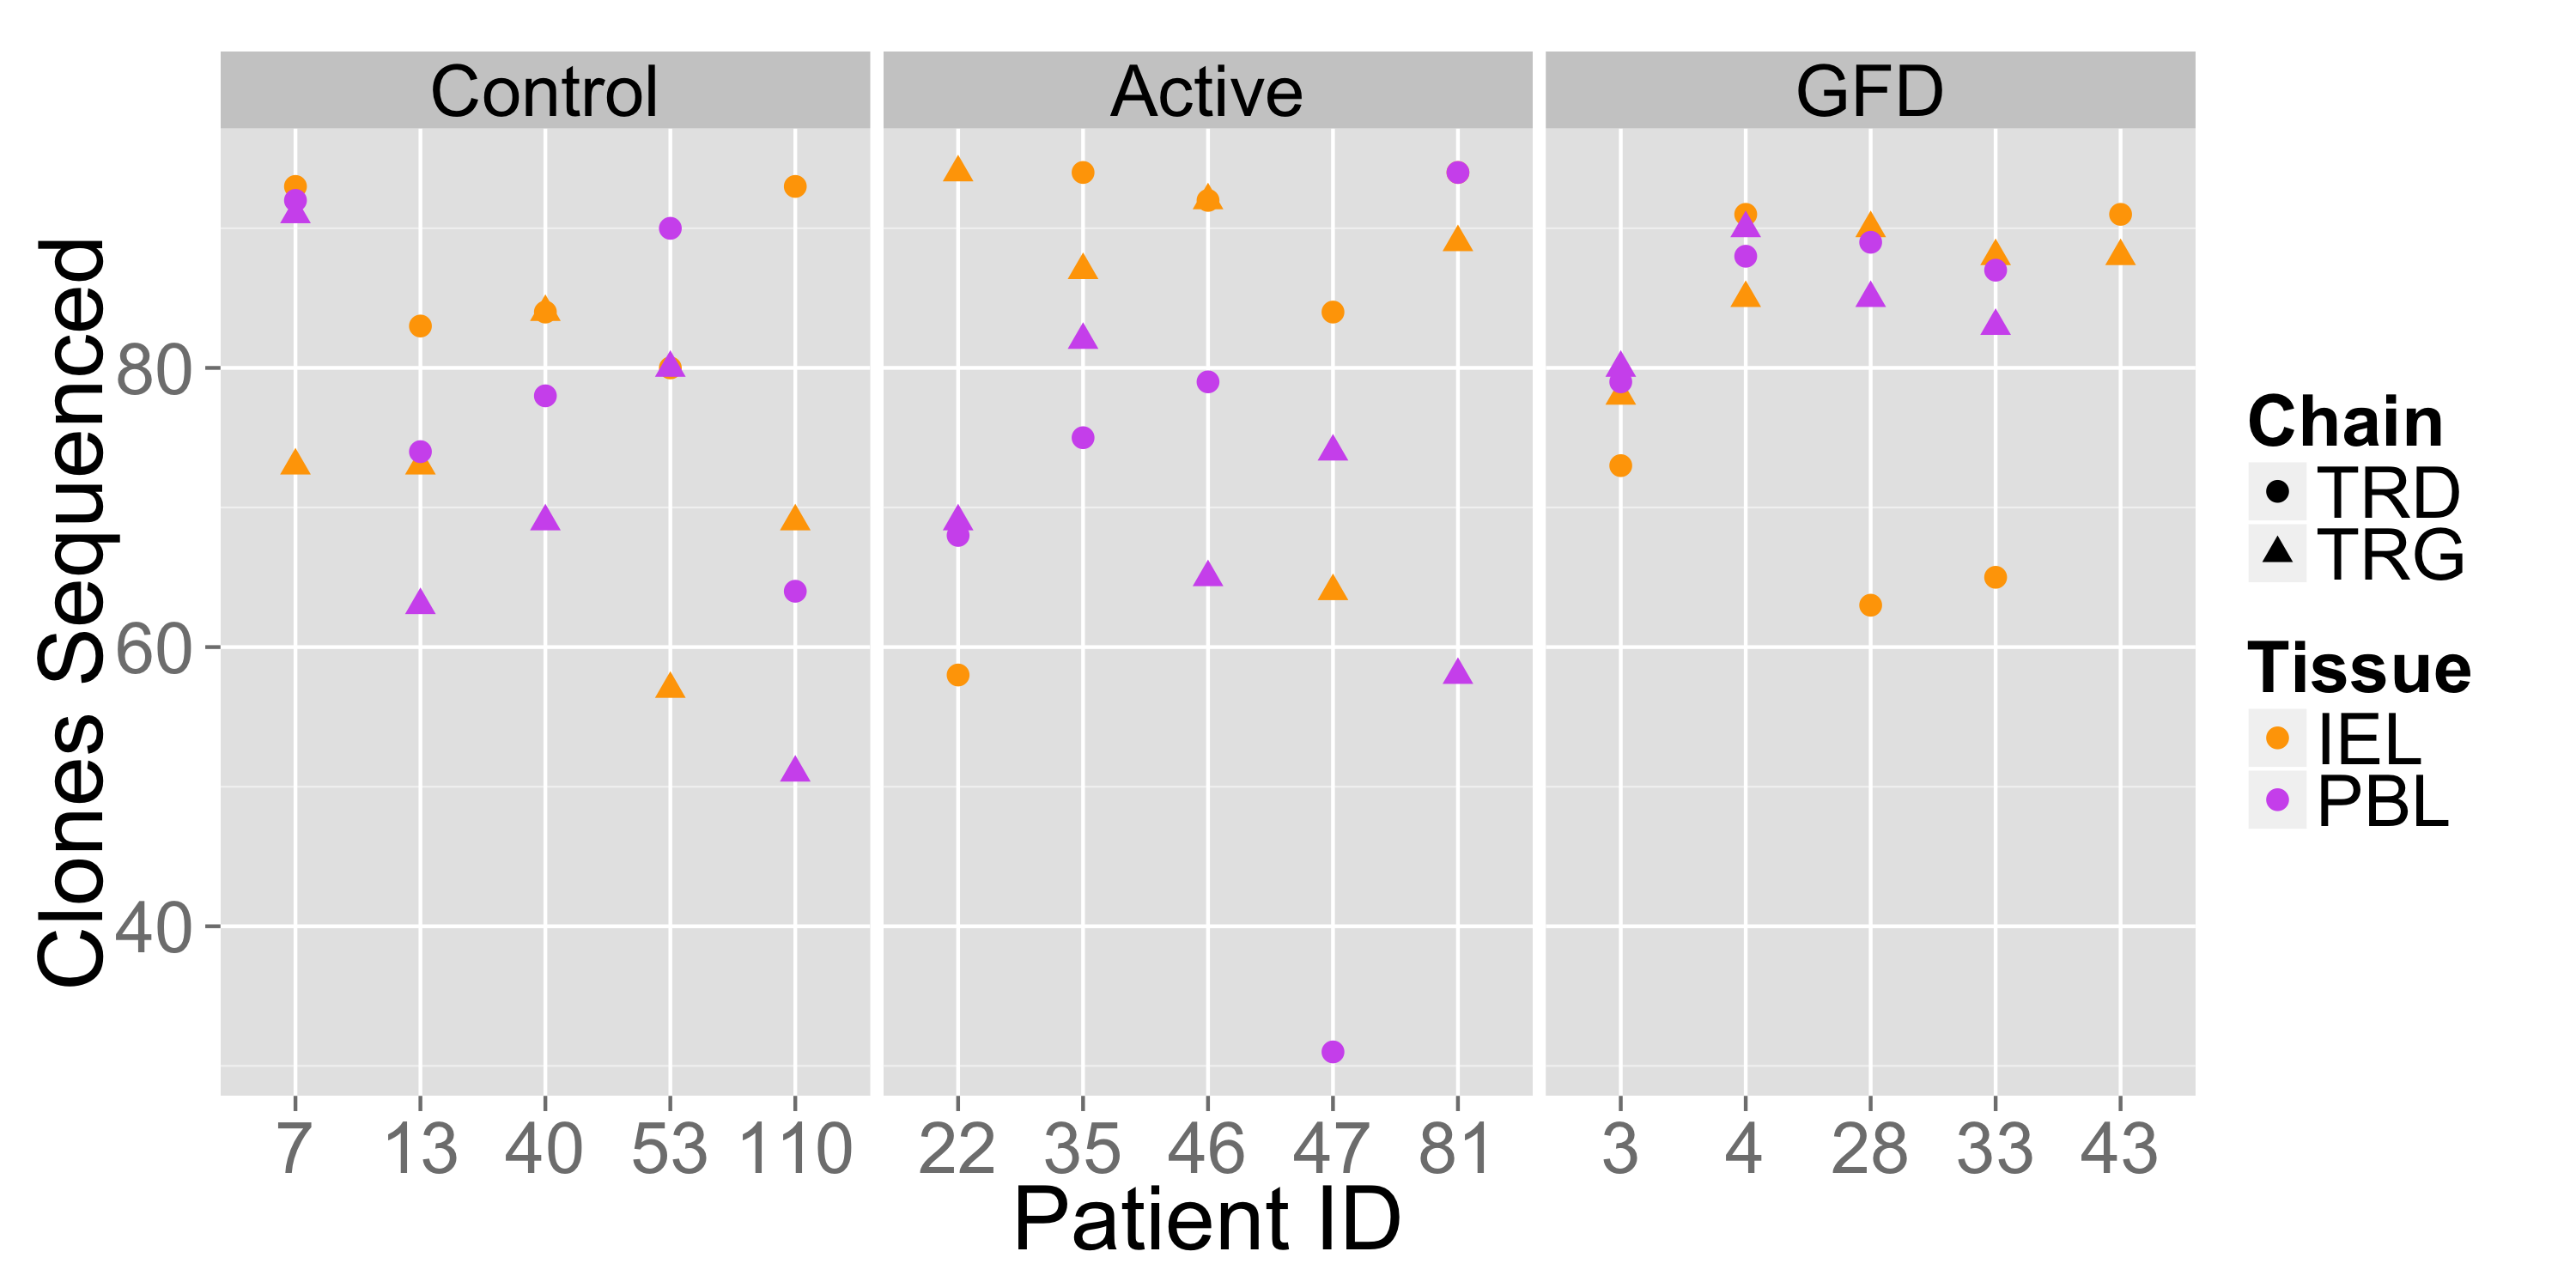 Control Active GFD
Clones Sequenced
80
60
40
7 13 40 53 110 22 35 46 47 81 3 4 28 33 43
Patient ID
Chain
TRD
TRG
Tissue
IEL
PBL